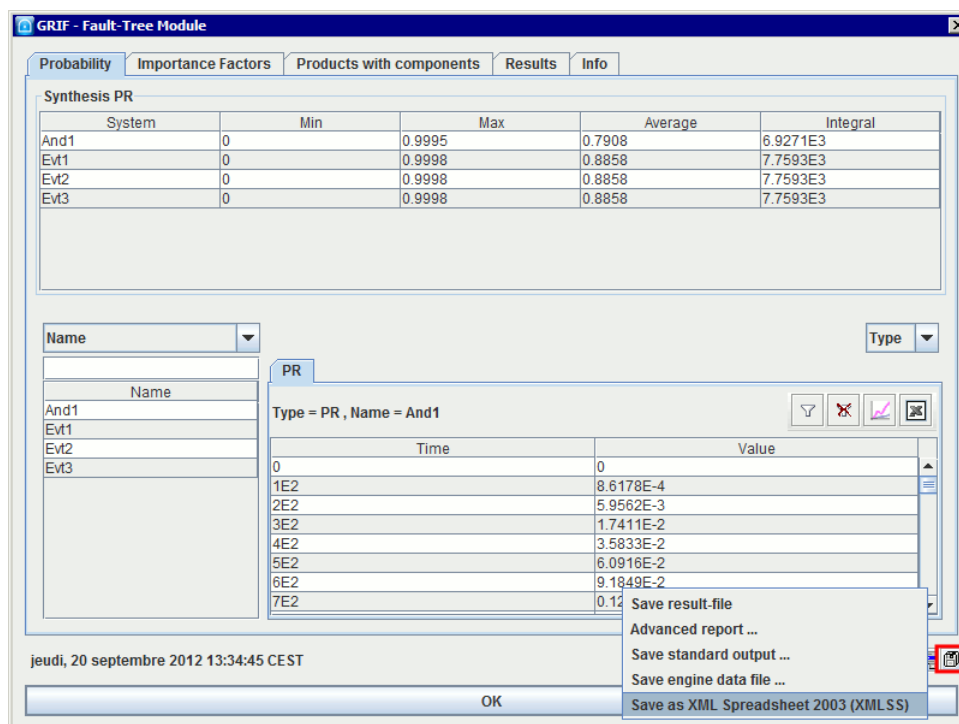 GRIF - Fault-Tree Module
Probability Importance Factors Products with components Results Info
Synthesis PR
System Min Max Average Integral
And1 0 0.9995 0.7908 6.9271E3
Evt1 0 0.9998 0.8858 7.7593E3
Evt2 0 0.9998 0.8858 7.7593E3
Evt3 0 0.9998 0.8858 7.7593E3
Name Type
PR
Name
And1
Evt1
Evt2
Evt3
Type = PR , Name = And1
Time Value
0 0
1E2 8.6178E-4
2E2 5.9562E-3
3E2 1.7411E-2
4E2 3.5833E-2
5E2 6.0916E-2
6E2 9.1849E-2
7E2
Save result-file
Advanced report ...
Save standard output ...
Save engine data file ...
Save as XML Spreadsheet 2003 (XMLSS)
jeudi, 20 septembre 2012 13:34:45 CEST
OK